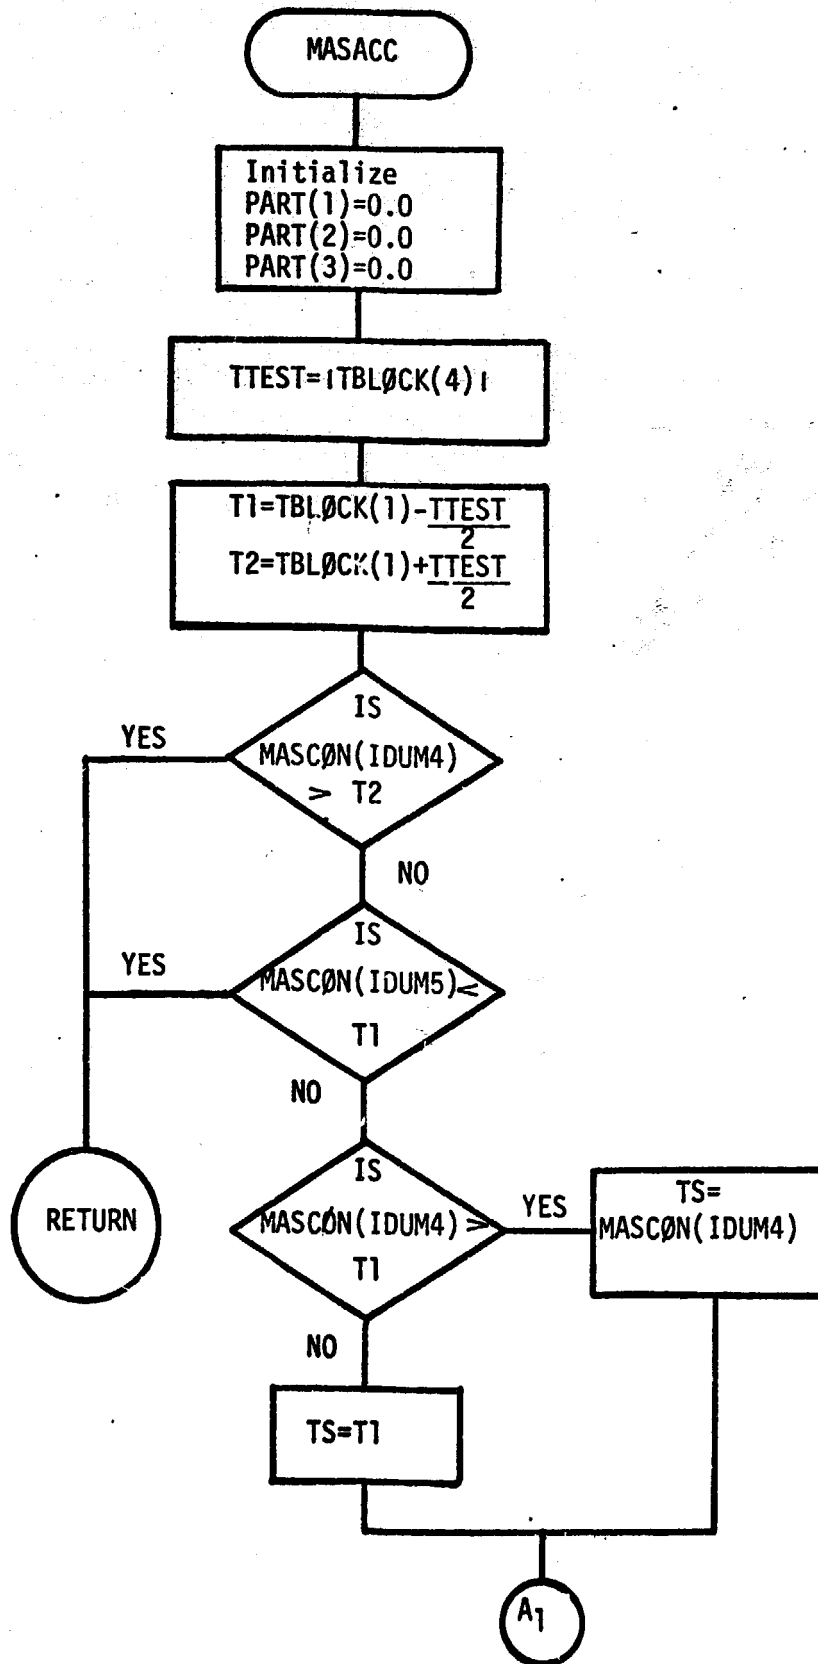 MASACC
Initialize
PART(1)=0.0
PART(2)=0.0
PART(3)=0.0
TTEST=|TBLØCK(4)|
T1=TBLØCK(1)-TTEST
2
T2=TBLØCK(1)+TTEST
2
IS
MASCØN(IDUM4)
> T2
YES
NO
IS
MASCØN(IDUM5)≤
T1
YES
NO
IS
MASCØN(IDUM4)>
T1
YES
TS=
MASCØN(IDUM4)
RETURN
NO
TS=T1
A1